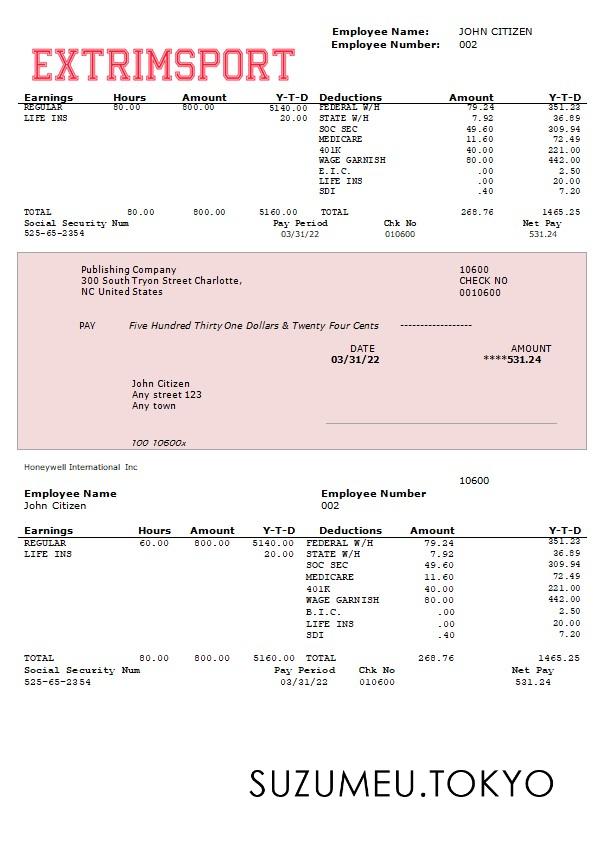 Employee Name: JOHN CITIZEN
Employee Number: 002
EXTRIMSPORT
Earnings Hours Amount Y-T-D Deductions Amount Y-T-D
REGULAR 80.00 800.00 5140.00 FEDERAL W/H 79.24 351.23
LIFE INS 20.00 STATE W/H 7.92 36.89
SOC SEC 49.60 309.94
MEDICARE 11.60 72.49
401K 40.00 221.00
WAGE GARNISH 80.00 442.00
E.I.C. .00 2.50
LIFE INS .00 20.00
SDI .40 7.20
TOTAL 80.00 800.00 5160.00 TOTAL 268.76 1465.25
Social Security Num Pay Period Chk No Net Pay
525-65-2354 03/31/22 010600 531.24
Publishing Company 10600
300 South Tryon Street Charlotte, CHECK NO
NC United States 0010600
PAY Five Hundred Thirty One Dollars & Twenty Four Cents ------------------
DATE AMOUNT
03/31/22 ****531.24
John Citizen
Any street 123
Any town
100 10600x
Honeywell International Inc
10600
Employee Name Employee Number
John Citizen 002
Earnings Hours Amount Y-T-D Deductions Amount Y-T-D
REGULAR 60.00 800.00 5140.00 FEDERAL W/H 79.24 351.23
LIFE INS 20.00 STATE W/H 7.92 36.89
SOC SEC 49.60 309.94
MEDICARE 11.60 72.49
401K 40.00 221.00
WAGE GARNISH 80.00 442.00
B.I.C. .00 2.50
LIFE INS .00 20.00
SDI .40 7.20
TOTAL 80.00 800.00 5160.00 TOTAL 268.76 1465.25
Social Security Num Pay Period Chk No Net Pay
525-65-2354 03/31/22 010600 531.24
SUZUMEU.TOKYO